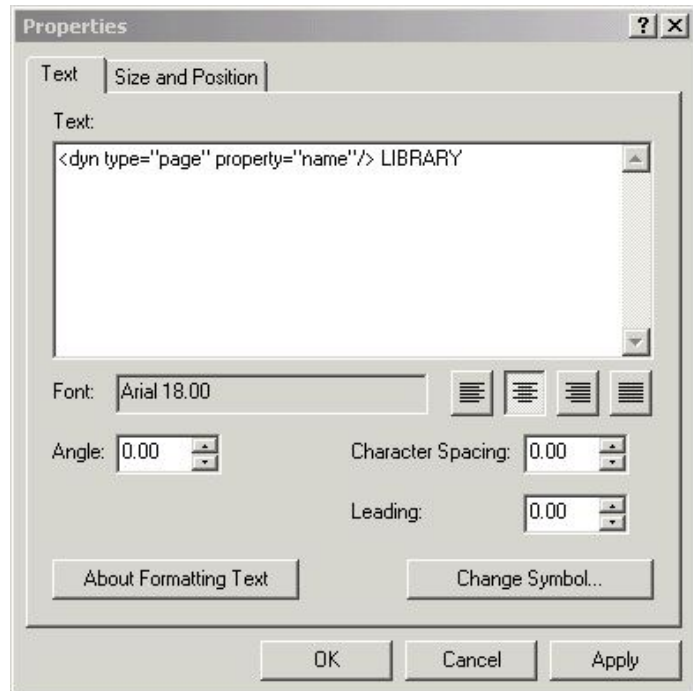 Properties
Text Size and Position
Text:
<dyn type="page" property="name"/> LIBRARY
Font: Arial 18.00
Angle: 0.00 Character Spacing: 0.00
Leading: 0.00
About Formatting Text Change Symbol...
OK Cancel Apply